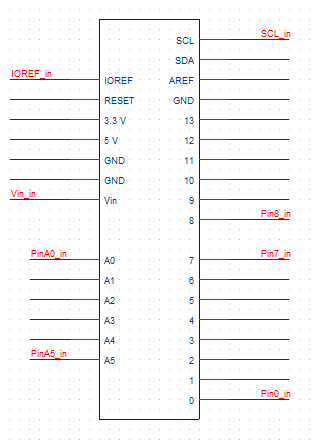 SCL SCL_in
SDA
IOREF_in IOREF AREF
RESET GND
3.3 V 13
5 V 12
GND 11
GND 10
Vin_in Vin 9
8 Pin8_in
PinA0_in A0 7 Pin7_in
A1 6
A2 5
A3 4
A4 3
PinA5_in A5 2
1
0 Pin0_in